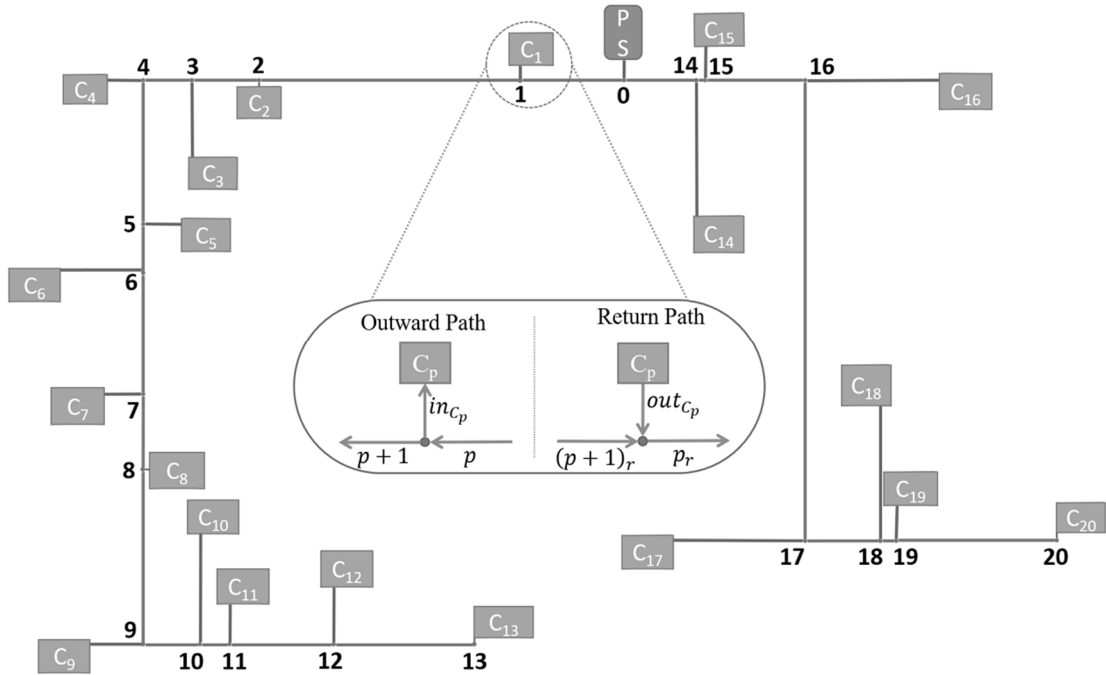 P
S
C15
C1
4 3 2 14 15 16
C4
C2
1 0
C16
C3
5
C5
C14
6
C6
Outward Path Return Path
Cp Cp
C18
C7
7
inCp outCp
p + 1 p (p + 1)r pr
8
C8
C19
C10
C20
C17
17 18 19 20
C12
C11
9
C13
C9
10 11 12 13